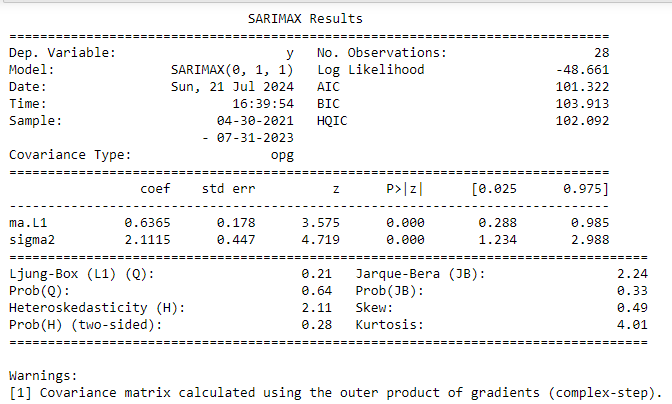 SARIMAX Results
==============================================================================
Dep. Variable:                      y   No. Observations:                   28
Model:               SARIMAX(0, 1, 1)   Log Likelihood                 -48.661
Date:                Sun, 21 Jul 2024   AIC                            101.322
Time:                        16:39:54   BIC                            103.913
Sample:                    04-30-2021   HQIC                           102.092
                         - 07-31-2023
Covariance Type:                  opg
==============================================================================
                 coef    std err          z      P>|z|      [0.025      0.975]
------------------------------------------------------------------------------
ma.L1          0.6365      0.178      3.575      0.000       0.288       0.985
sigma2         2.1115      0.447      4.719      0.000       1.234       2.988
===================================================================================
Ljung-Box (L1) (Q):                   0.21   Jarque-Bera (JB):                 2.24
Prob(Q):                              0.64   Prob(JB):                         0.33
Heteroskedasticity (H):               2.11   Skew:                             0.49
Prob(H) (two-sided):                  0.28   Kurtosis:                         4.01
===================================================================================
Warnings:
[1] Covariance matrix calculated using the outer product of gradients (complex-step).